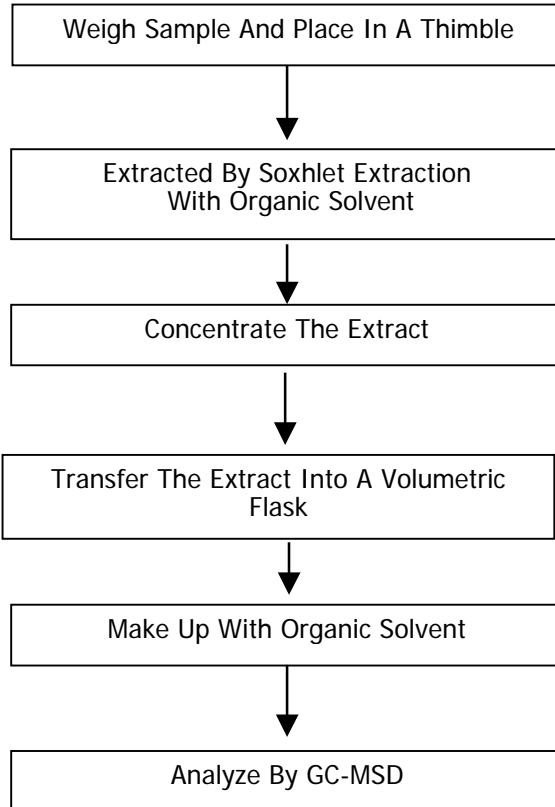 Weigh Sample And Place In A Thimble
Extracted By Soxhlet Extraction
With Organic Solvent
Concentrate The Extract
Transfer The Extract Into A Volumetric
Flask
Make Up With Organic Solvent
Analyze By GC-MSD